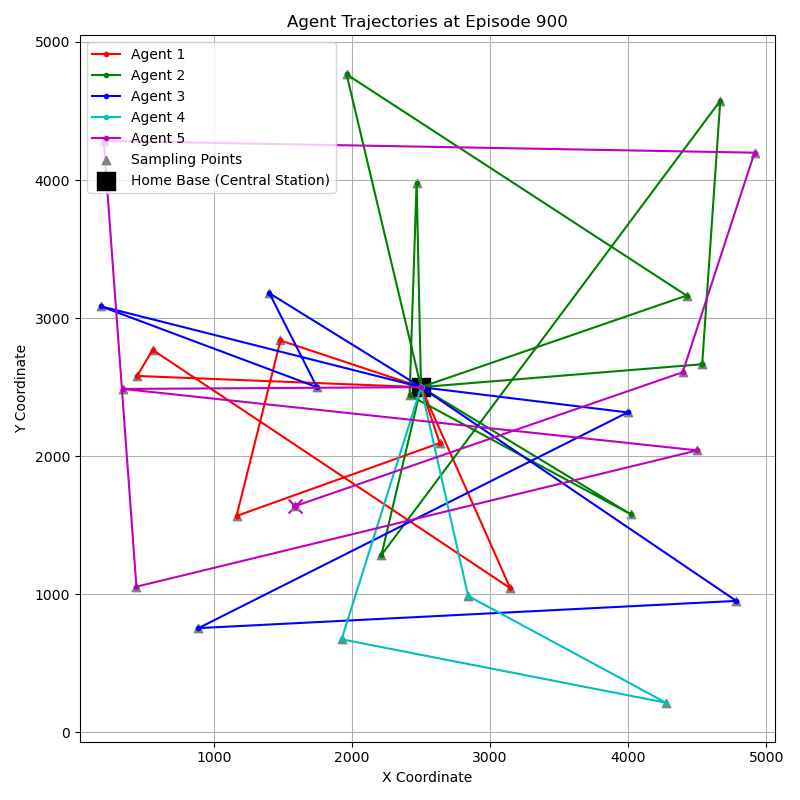 Agent Trajectories at Episode 900
Agent 1
Agent 2
Agent 3
Agent 4
Agent 5
Sampling Points
Home Base (Central Station)
5000
4000
3000
2000
1000
0
Y Coordinate
1000
2000
3000
4000
5000
X Coordinate